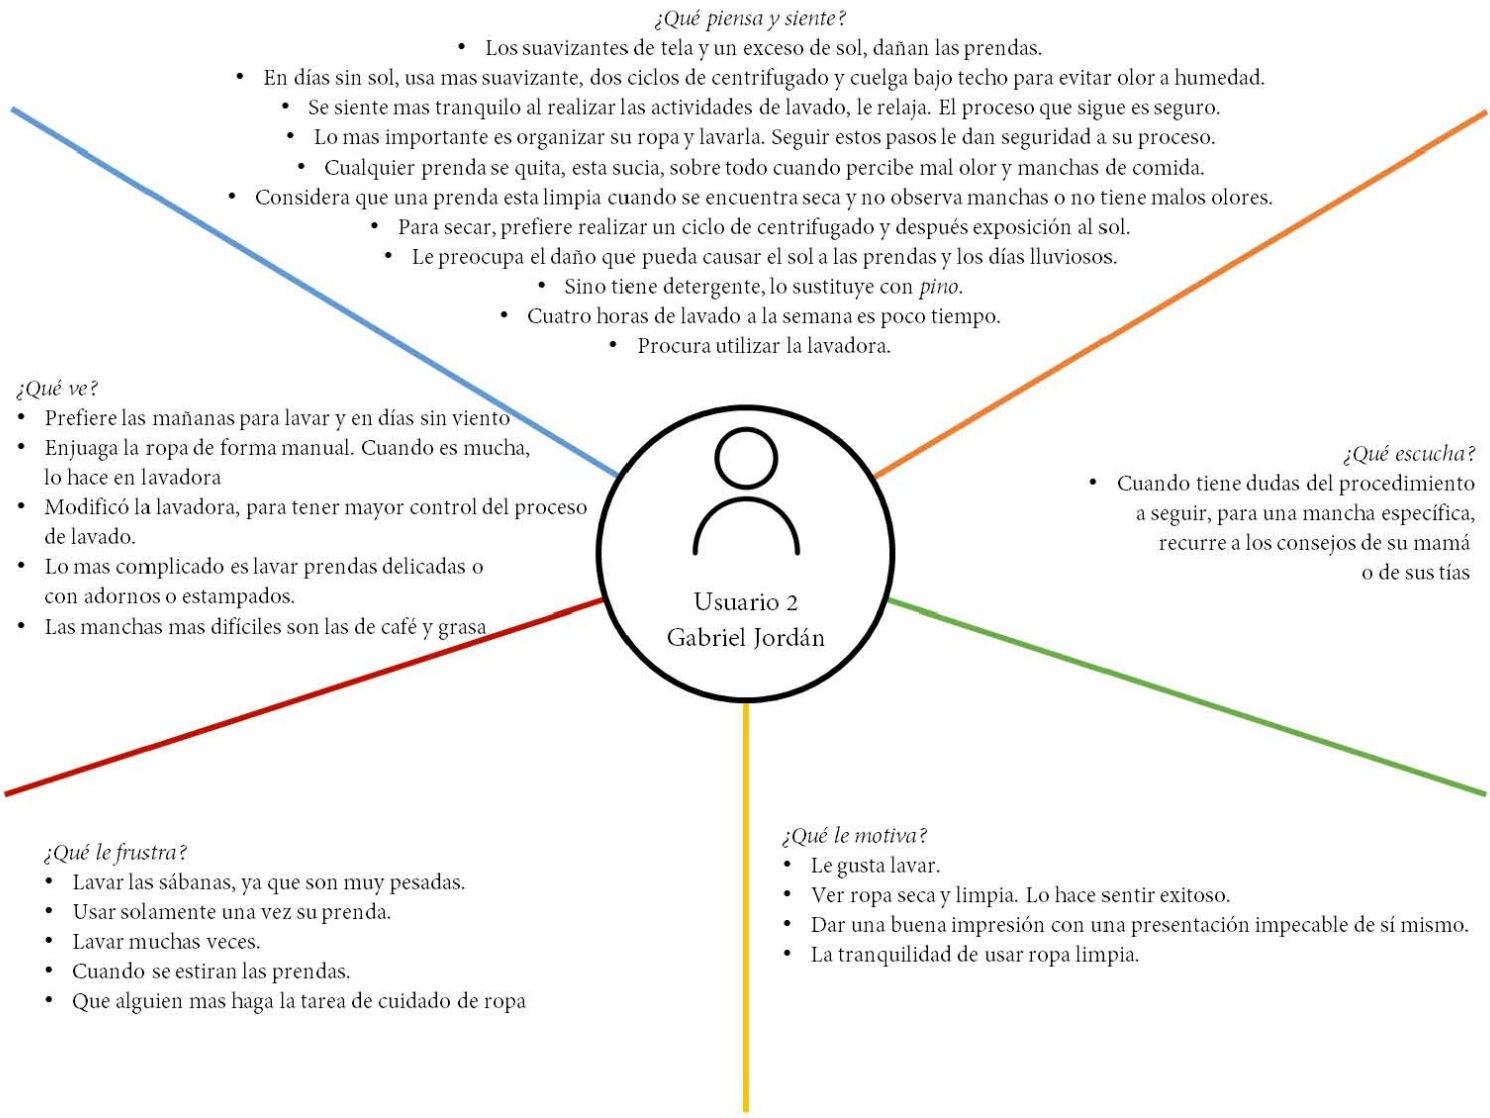 ¿Qué piensa y siente?
• Los suavizantes de tela y un exceso de sol, dañan las prendas.
• En días sin sol, usa mas suavizante, dos ciclos de centrifugado y cuelga bajo techo para evitar olor a humedad.
• Se siente mas tranquilo al realizar las actividades de lavado, le relaja. El proceso que sigue es seguro.
• Lo mas importante es organizar su ropa y lavarla. Seguir estos pasos le dan seguridad a su proceso.
• Cualquier prenda se quita, esta sucia, sobre todo cuando percibe mal olor y manchas de comida.
• Considera que una prenda esta limpia cuando se encuentra seca y no observa manchas o no tiene malos olores.
• Para secar, prefiere realizar un ciclo de centrifugado y después exposición al sol.
• Le preocupa el daño que pueda causar el sol a las prendas y los días lluviosos.
• Sino tiene detergente, lo sustituye con pino.
• Cuatro horas de lavado a la semana es poco tiempo.
• Procura utilizar la lavadora.
¿Qué ve?
• Prefiere las mañanas para lavar y en días sin viento
• Enjuaga la ropa de forma manual. Cuando es mucha,
lo hace en lavadora
• Modificó la lavadora, para tener mayor control del proceso
de lavado.
• Lo mas complicado es lavar prendas delicadas o
con adornos o estampados.
• Las manchas mas difíciles son las de café y grasa
¿Qué escucha?
• Cuando tiene dudas del procedimiento
a seguir, para una mancha específica,
recurre a los consejos de su mamá
o de sus tías
Usuario 2
Gabriel Jordán
¿Qué le frustra?
• Lavar las sábanas, ya que son muy pesadas.
• Usar solamente una vez su prenda.
• Lavar muchas veces.
• Cuando se estiran las prendas.
• Que alguien mas haga la tarea de cuidado de ropa
¿Qué le motiva?
• Le gusta lavar.
• Ver ropa seca y limpia. Lo hace sentir exitoso.
• Dar una buena impresión con una presentación impecable de sí mismo.
• La tranquilidad de usar ropa limpia.